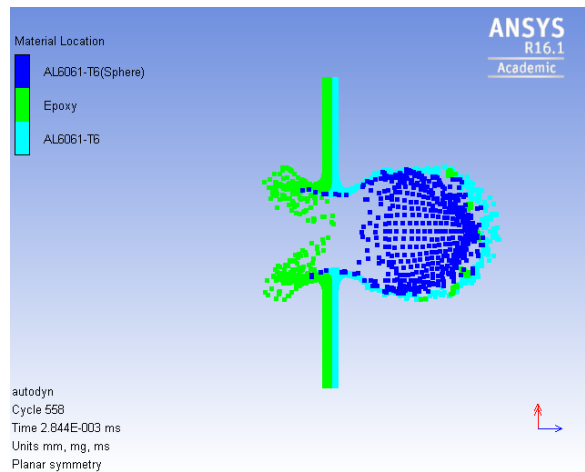 ANSYS
R16.1
Academic
Material Location
AL6061-T6(Sphere)
Epoxy
AL6061-T6
autodyn
Cycle 558
Time 2.844E-003 ms
Units mm, mg, ms
Planar symmetry